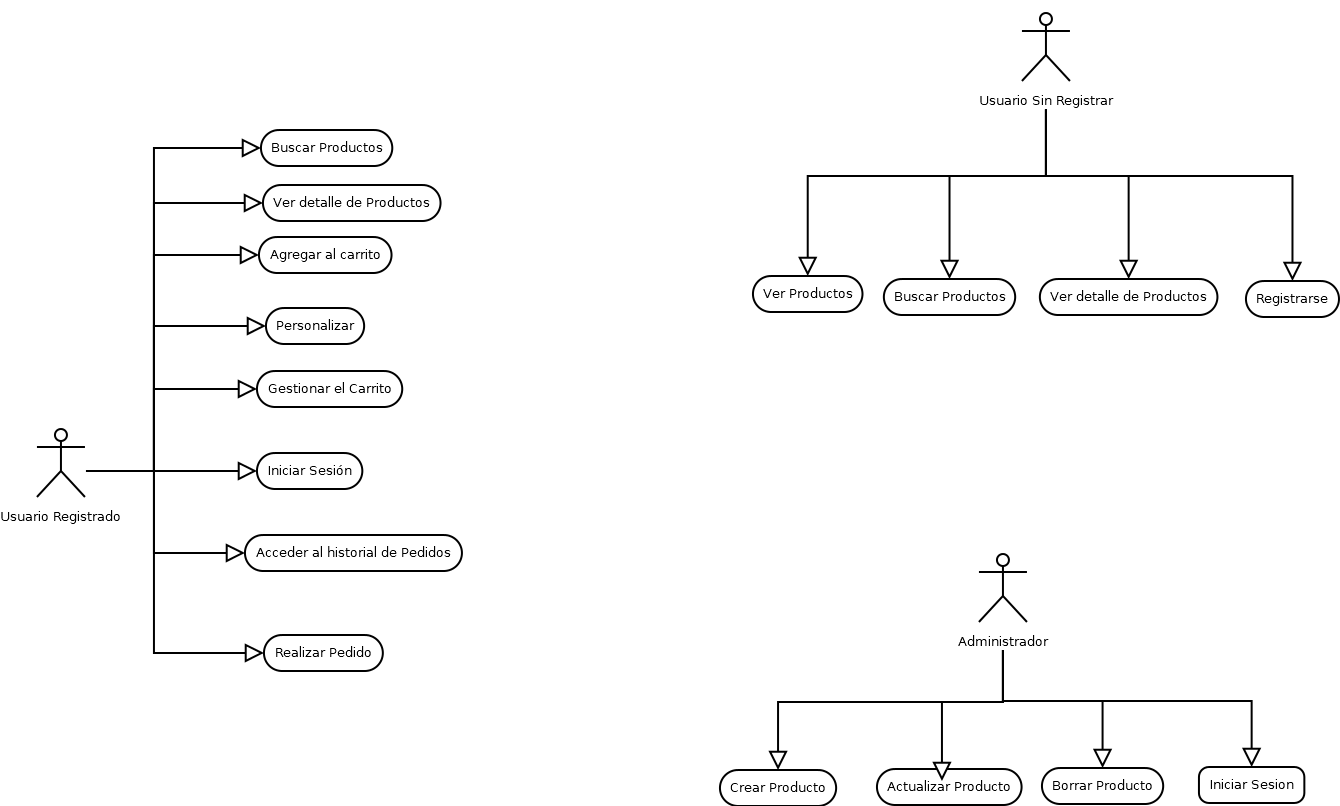 Usuario Sin Registrar
Buscar Productos
Ver detalle de Productos
Agregar al carrito
Personalizar
Gestionar el Carrito
Iniciar Sesión
Usuario Registrado
Acceder al historial de Pedidos
Realizar Pedido
Ver Productos
Buscar Productos
Ver detalle de Productos
Registrarse
Administrador
Crear Producto
Actualizar Producto
Borrar Producto
Iniciar Sesion